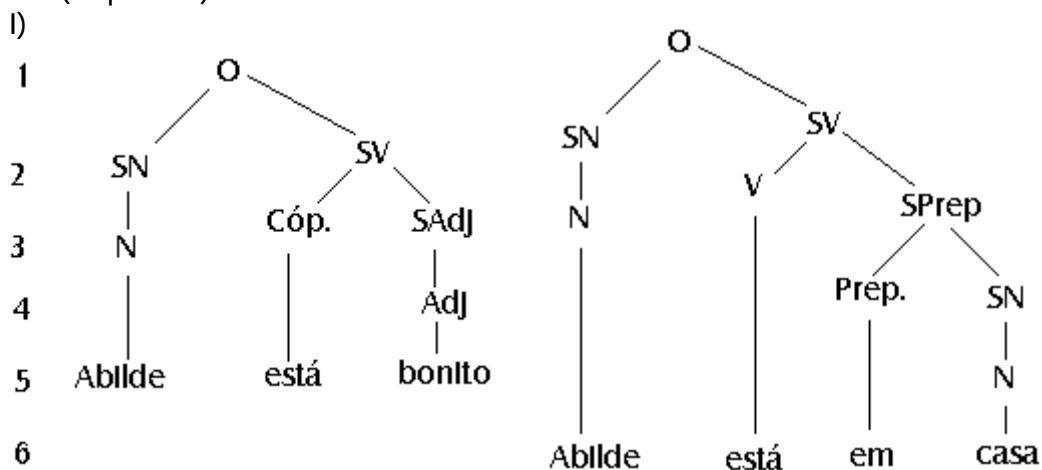 I)
1 O O
SN SV
2 SN SV V SPrep
3 N Cóp. SAdj N
4 Adj Prep. SN
5 Abilde está bonito N
6 Abilde está em casa